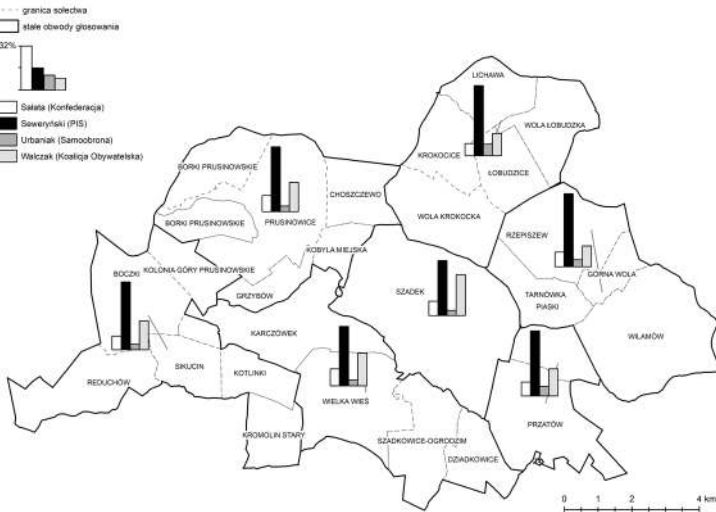 granica sołectwa
stałe obwody głosowania
32%
Sałata (Konfederacja)
Seweryński (PIS)
Urbaniak (Samoobrona)
Walczak (Koalicja Obywatelska)
LICHAWA
WOLA ŁOBUDZKA
KROKOCICE
ŁOBUDZICE
BORKI PRUSINOWSKIE
CHOSZCZEWO
WOLA KROKOCKA
BORKI PRUSINOWSKIE
PRUSINOWICE
RZEPISZEW
KOBYLA MIEJSKA
BOCZKI
KOLONIA GÓRY PRUSINOWSKIE
GÓRNA WOLA
SZADEK
GRZYBÓW
TARNÓWKA
PIASKI
KARCZÓWEK
WILAMÓW
SIKUCIN
KOTLINKI
REDUCHÓW
WIELKA WIEŚ
PRZATÓW
KROMOLIN STARY
SZADKOWICE-OGRODZIM
DZIADKOWICE
0 1 2 4 km